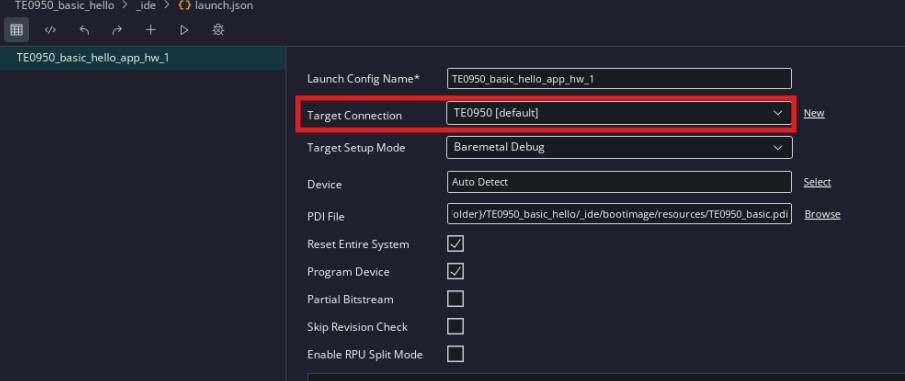 TE0950_basic_hello > _ide > {} launch.json
TE0950_basic_hello_app_hw_1
Launch Config Name* TE0950_basic_hello_app_hw_1
Target Connection TE0950 [default] New
Target Setup Mode Baremetal Debug
Device Auto Detect Select
PDI File older}/TE0950_basic_hello/_ide/bootimage/resources/TE0950_basic.pdi Browse
Reset Entire System
Program Device
Partial Bitstream
Skip Revision Check
Enable RPU Split Mode